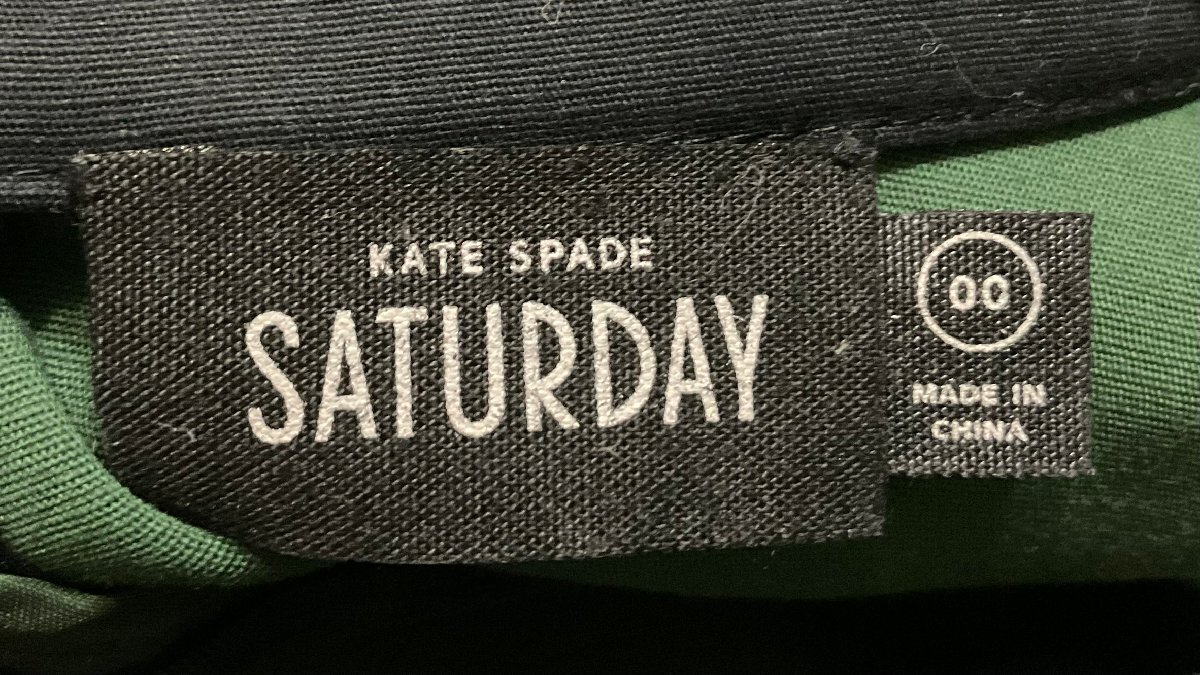 KATE SPADE
SATURDAY
00
MADE IN
CHINA